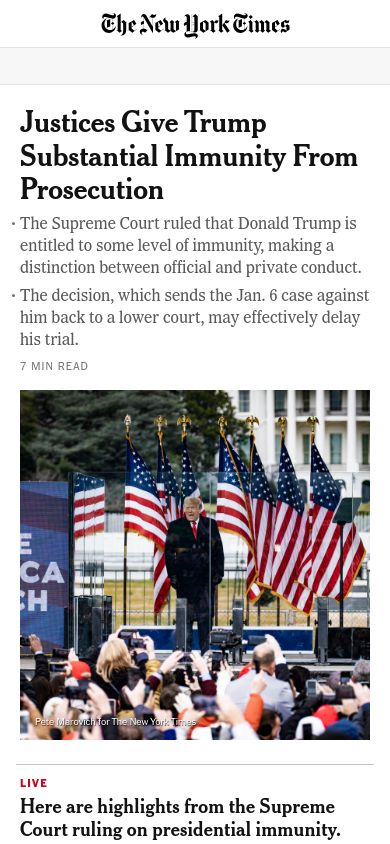 The New York Times
Justices Give Trump
Substantial Immunity From
Prosecution
· The Supreme Court ruled that Donald Trump is
entitled to some level of immunity, making a
distinction between official and private conduct.
· The decision, which sends the Jan. 6 case against
him back to a lower court, may effectively delay
his trial.
7 MIN READ
E
CA
CH
Pete Marovich for The New York Times
LIVE
Here are highlights from the Supreme
Court ruling on presidential immunity.